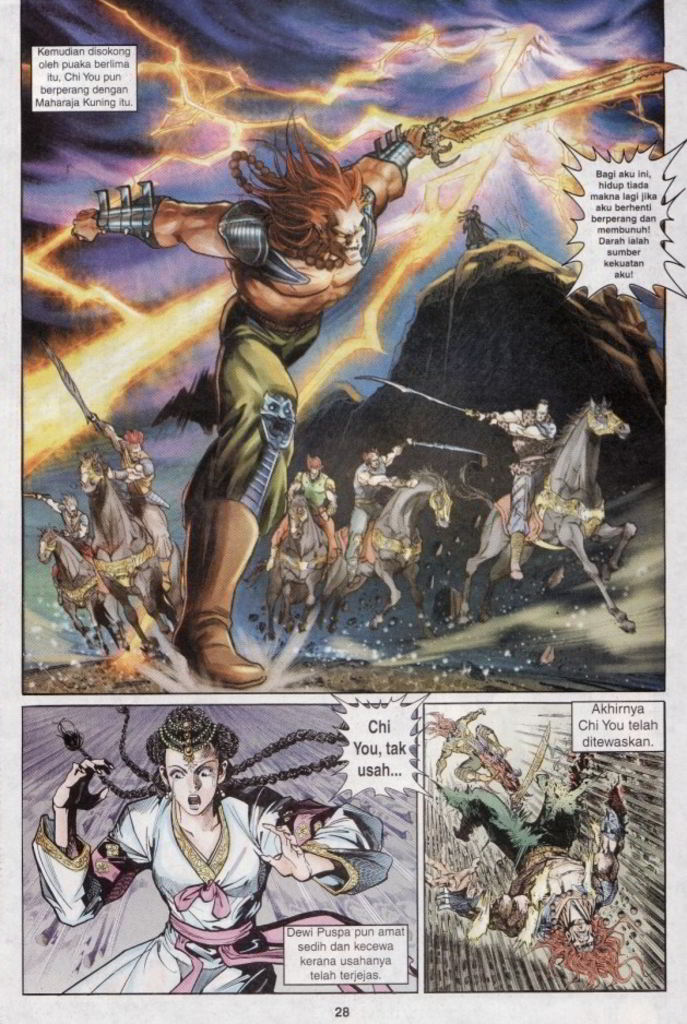 Kemudian disokong
oleh puaka berlima
itu, Chi You pun
berperang dengan
Maharaja Kuning itu.
Bagi aku ini,
hidup tiada
makna lagi jika
aku berhenti
berperang dan
membunuh!
Darah ialah
sumber
kekuatan
aku!
Chi
You, tak
usah...
Dewi Puspa pun amat
sedih dan kecewa
kerana usahanya
telah terjejas.
Akhirnya
Chi You telah
ditewaskan.
28